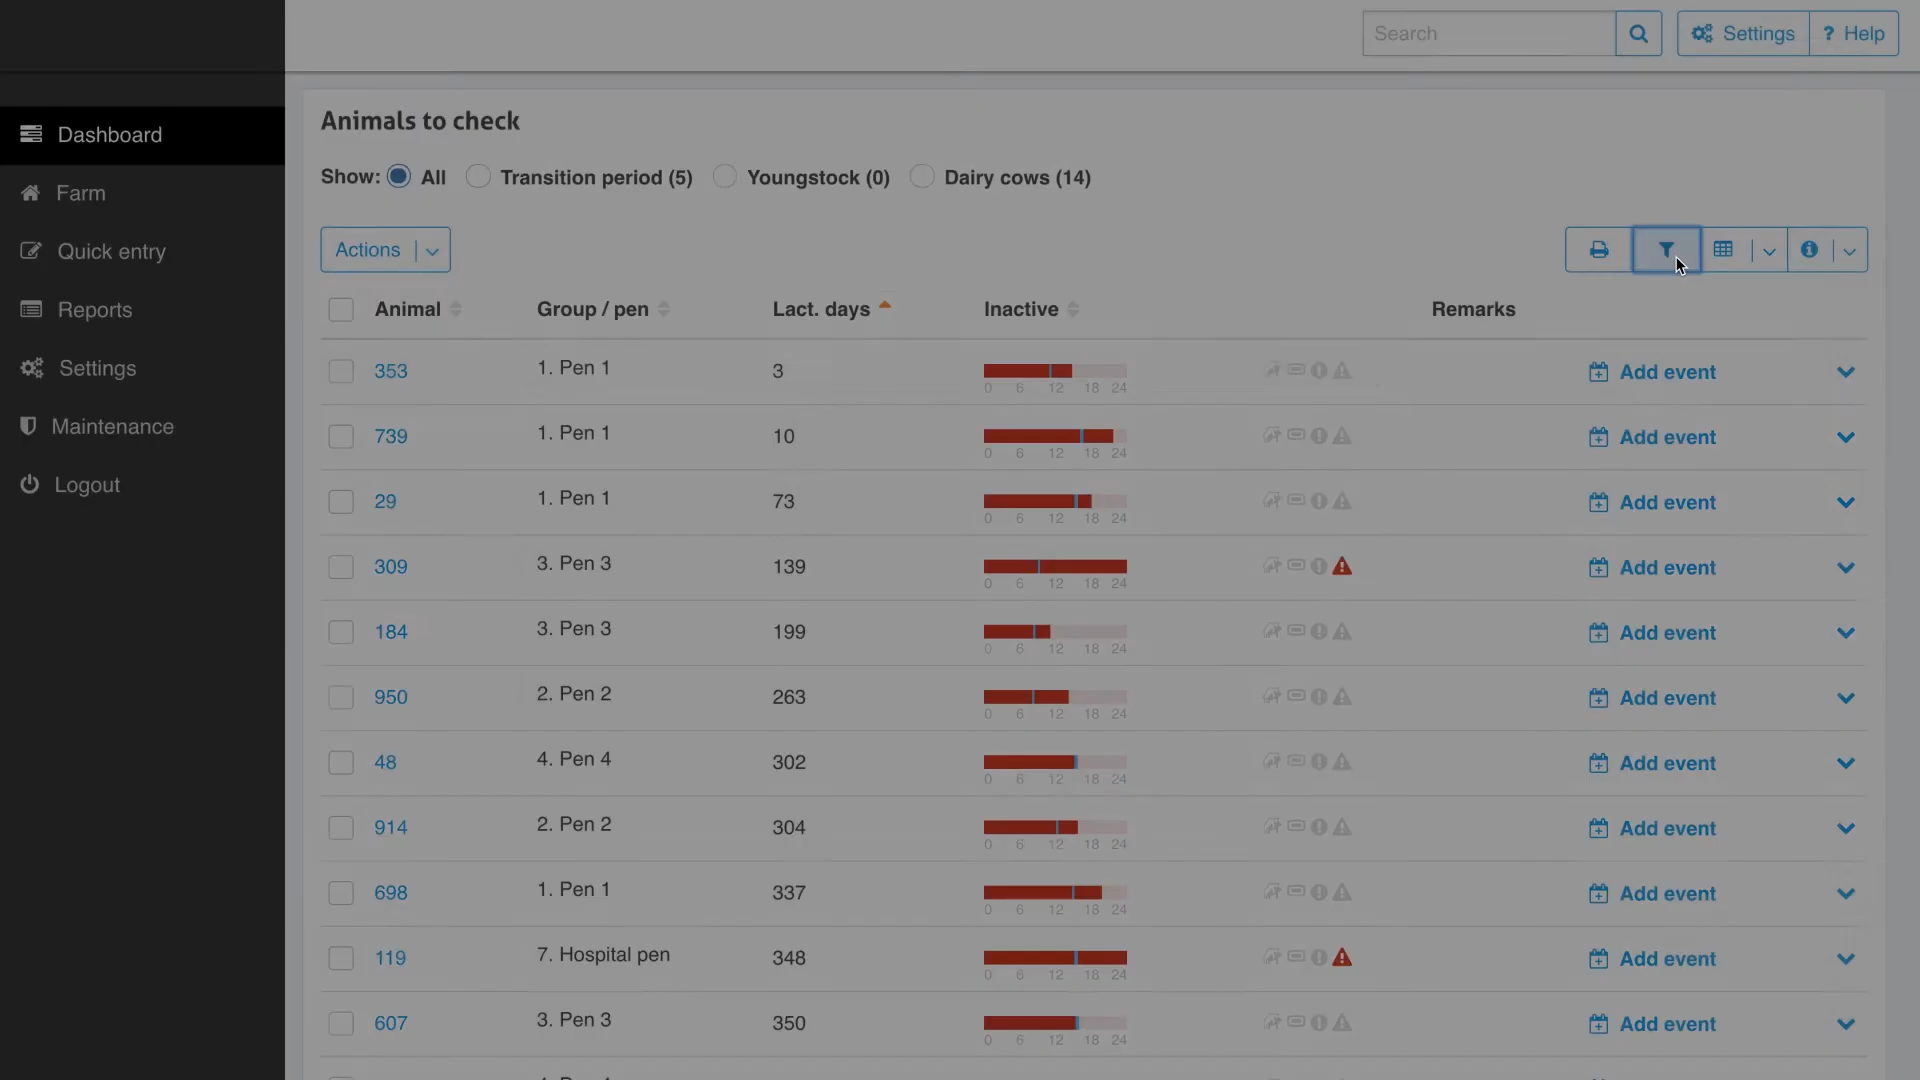 Search
Settings
? Help
Dashboard
Farm
Quick entry
Reports
Settings
Maintenance
Logout
Animals to check
Show: All Transition period (5) Youngstock (0) Dairy cows (14)
Actions
Animal Group / pen Lact. days Inactive Remarks
353 1. Pen 1 3 Add event
0 6 12 18 24
739 1. Pen 1 10 Add event
0 6 12 18 24
29 1. Pen 1 73 Add event
0 6 12 18 24
309 3. Pen 3 139 Add event
0 6 12 18 24
184 3. Pen 3 199 Add event
0 6 12 18 24
950 2. Pen 2 263 Add event
0 6 12 18 24
48 4. Pen 4 302 Add event
0 6 12 18 24
914 2. Pen 2 304 Add event
0 6 12 18 24
698 1. Pen 1 337 Add event
0 6 12 18 24
119 7. Hospital pen 348 Add event
0 6 12 18 24
607 3. Pen 3 350 Add event
0 6 12 18 24